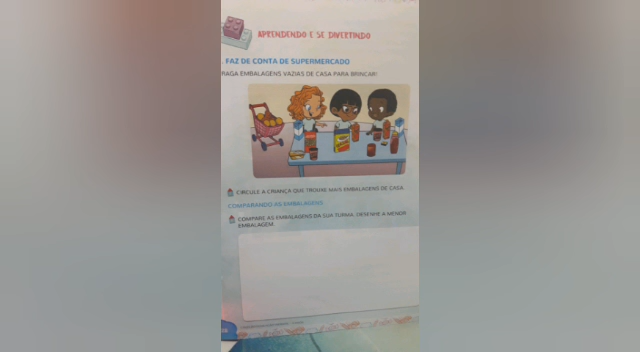 APRENDENDO E SE DIVERTINDO
FAZ DE CONTA DE SUPERMERCADO
RAGA EMBALAGENS VAZIAS DE CASA PARA BRINCAR!
CIRCULE A CRIANÇA QUE TROUXE MAIS EMBALAGENS DE CASA.
COMPARANDO AS EMBALAGENS
COMPARE AS EMBALAGENS DA SUA TURMA. DESENHE A MENOR
EMBALAGEM.